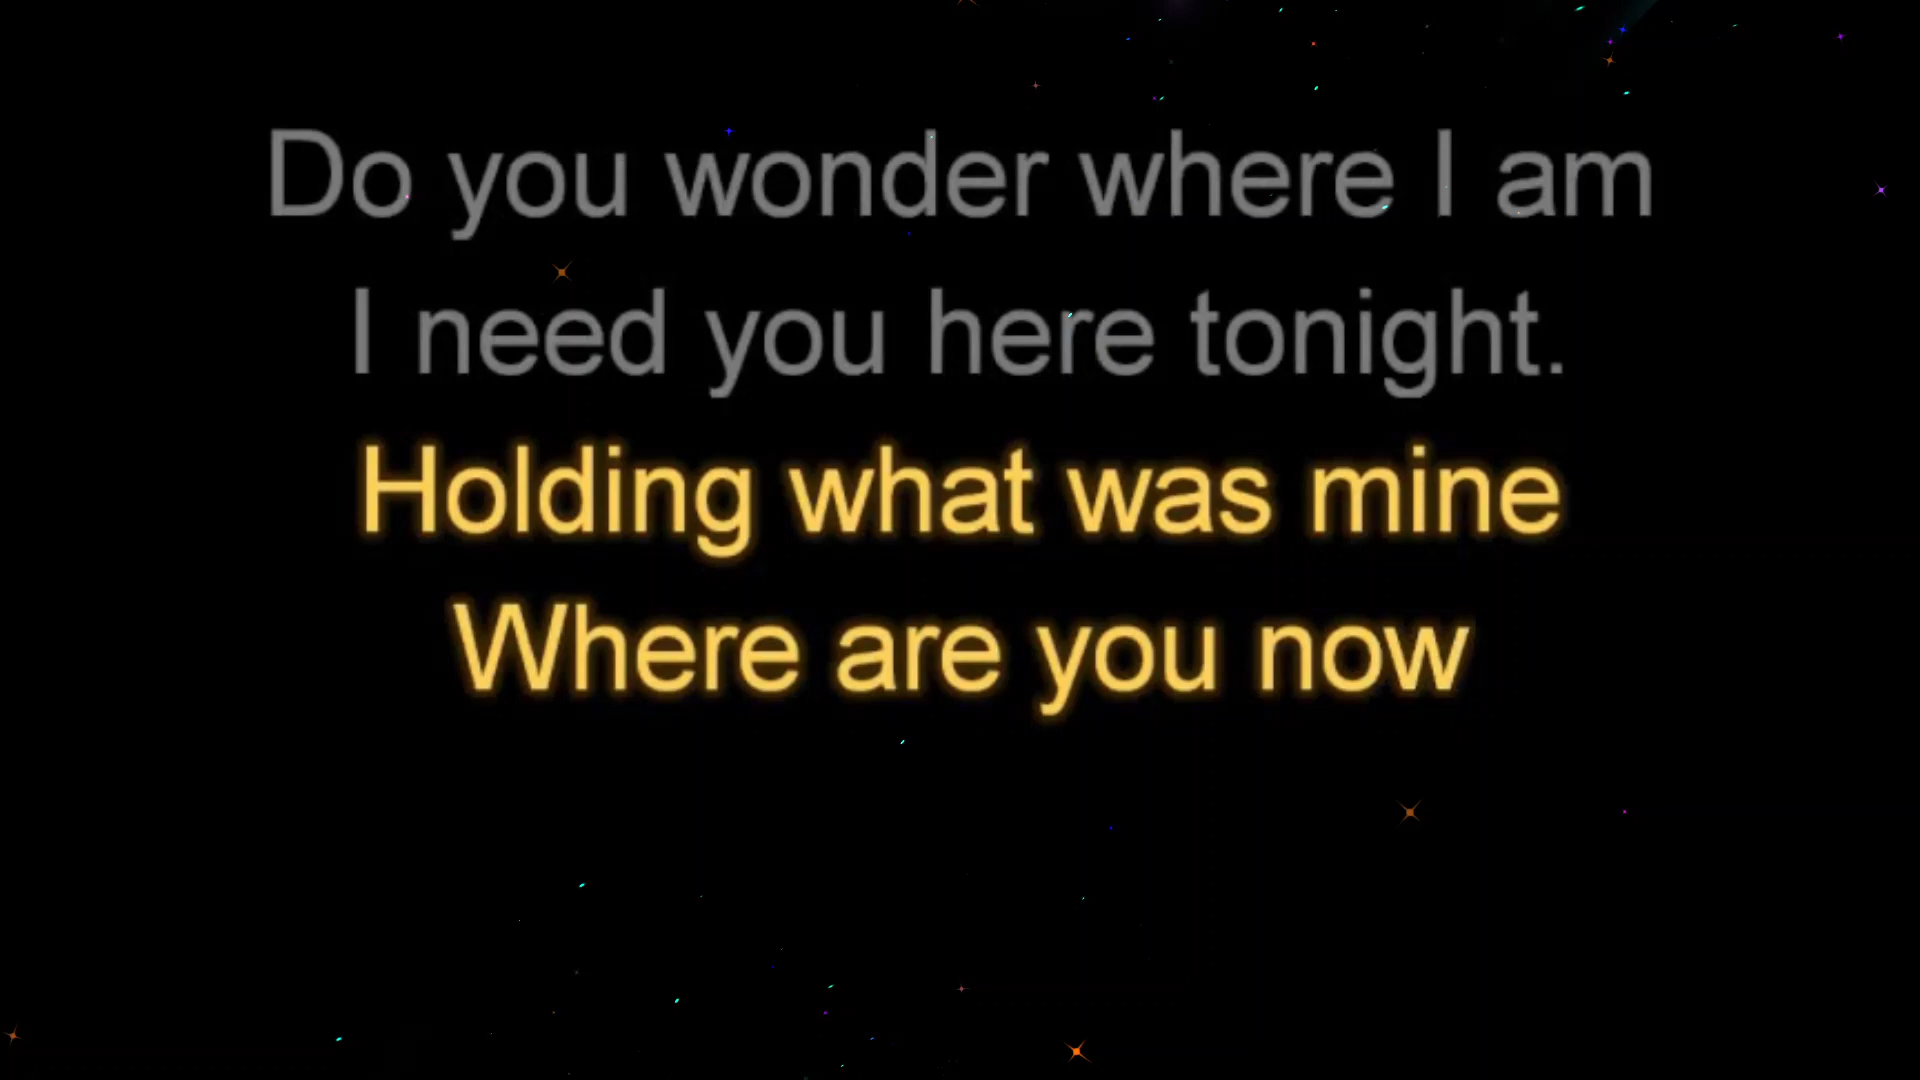 Do you wonder where I am
I need you here tonight.
Holding what was mine
Where are you now